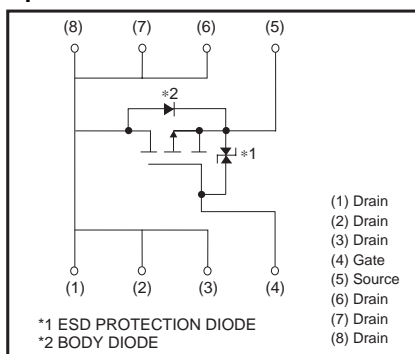 (8) (7) (6) (5)
∗2
∗1
(1) Drain
(2) Drain
(3) Drain
(4) Gate
(5) Source
(6) Drain
(7) Drain
(8) Drain
(1) (2) (3) (4)
*1 ESD PROTECTION DIODE
*2 BODY DIODE